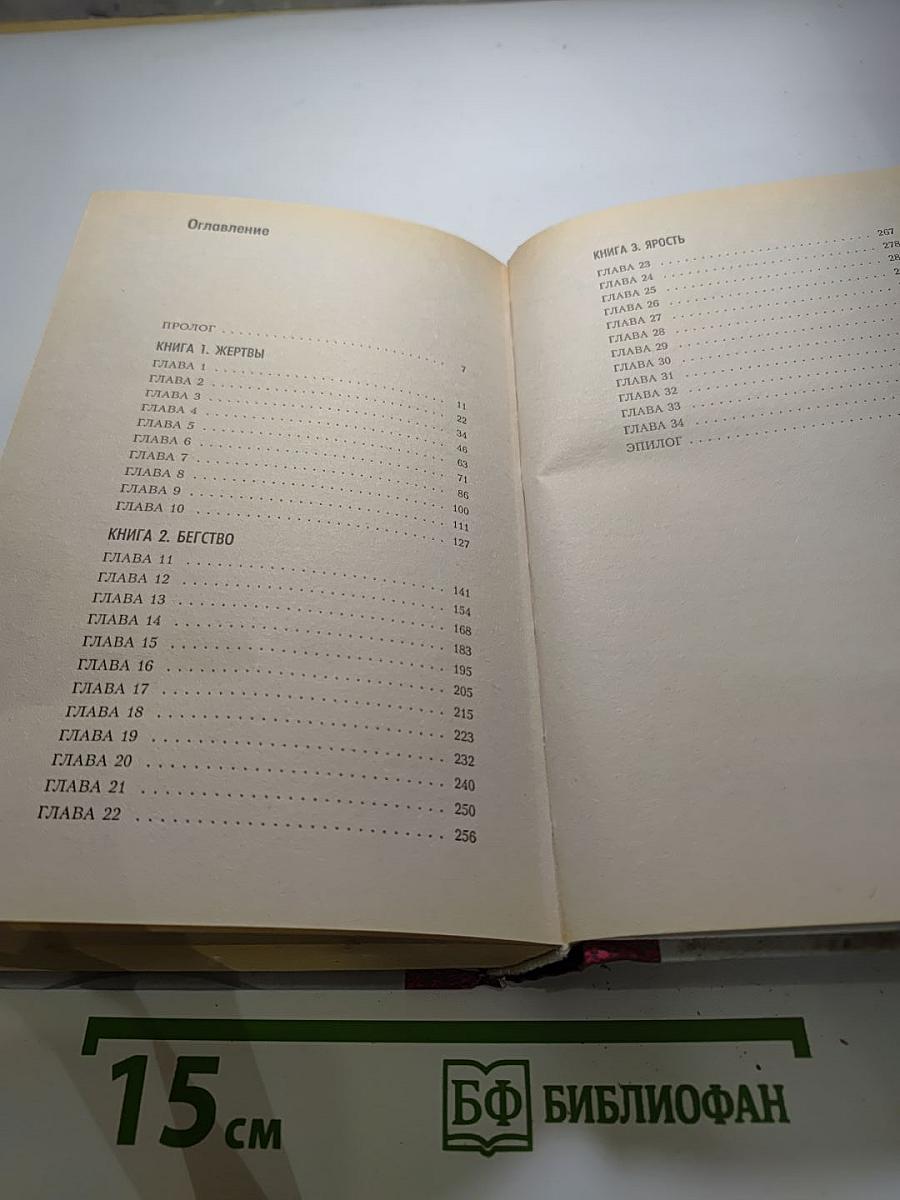 Оглавление
ПРОЛОГ . . . . . . . . . . 7
КНИГА 1. ЖЕРТВЫ
ГЛАВА 1 . . . . . . . . . . 11
ГЛАВА 2 . . . . . . . . . . 22
ГЛАВА 3 . . . . . . . . . . 34
ГЛАВА 4 . . . . . . . . . . 46
ГЛАВА 5 . . . . . . . . . . 63
ГЛАВА 6 . . . . . . . . . . 71
ГЛАВА 7 . . . . . . . . . . 86
ГЛАВА 8 . . . . . . . . . . 100
ГЛАВА 9 . . . . . . . . . . 111
ГЛАВА 10 . . . . . . . . . . 127
КНИГА 2. БЕГСТВО
ГЛАВА 11 . . . . . . . . . . 141
ГЛАВА 12 . . . . . . . . . . 154
ГЛАВА 13 . . . . . . . . . . 168
ГЛАВА 14 . . . . . . . . . . 183
ГЛАВА 15 . . . . . . . . . . 195
ГЛАВА 16 . . . . . . . . . . 205
ГЛАВА 17 . . . . . . . . . . 215
ГЛАВА 18 . . . . . . . . . . 223
ГЛАВА 19 . . . . . . . . . . 232
ГЛАВА 20 . . . . . . . . . . 240
ГЛАВА 21 . . . . . . . . . . 250
ГЛАВА 22 . . . . . . . . . . 256
КНИГА 3. ЯРОСТЬ
ГЛАВА 23 . . . . . . . . . . 267
ГЛАВА 24 . . . . . . . . . . 278
ГЛАВА 25 . . . . . . . . . .
ГЛАВА 26 . . . . . . . . . .
ГЛАВА 27 . . . . . . . . . .
ГЛАВА 28 . . . . . . . . . .
ГЛАВА 29 . . . . . . . . . .
ГЛАВА 30 . . . . . . . . . .
ГЛАВА 31 . . . . . . . . . .
ГЛАВА 32 . . . . . . . . . .
ГЛАВА 33 . . . . . . . . . .
ГЛАВА 34 . . . . . . . . . .
ЭПИЛОГ . . . . . . . . . .
15 см
БФ БИБЛИОФАН